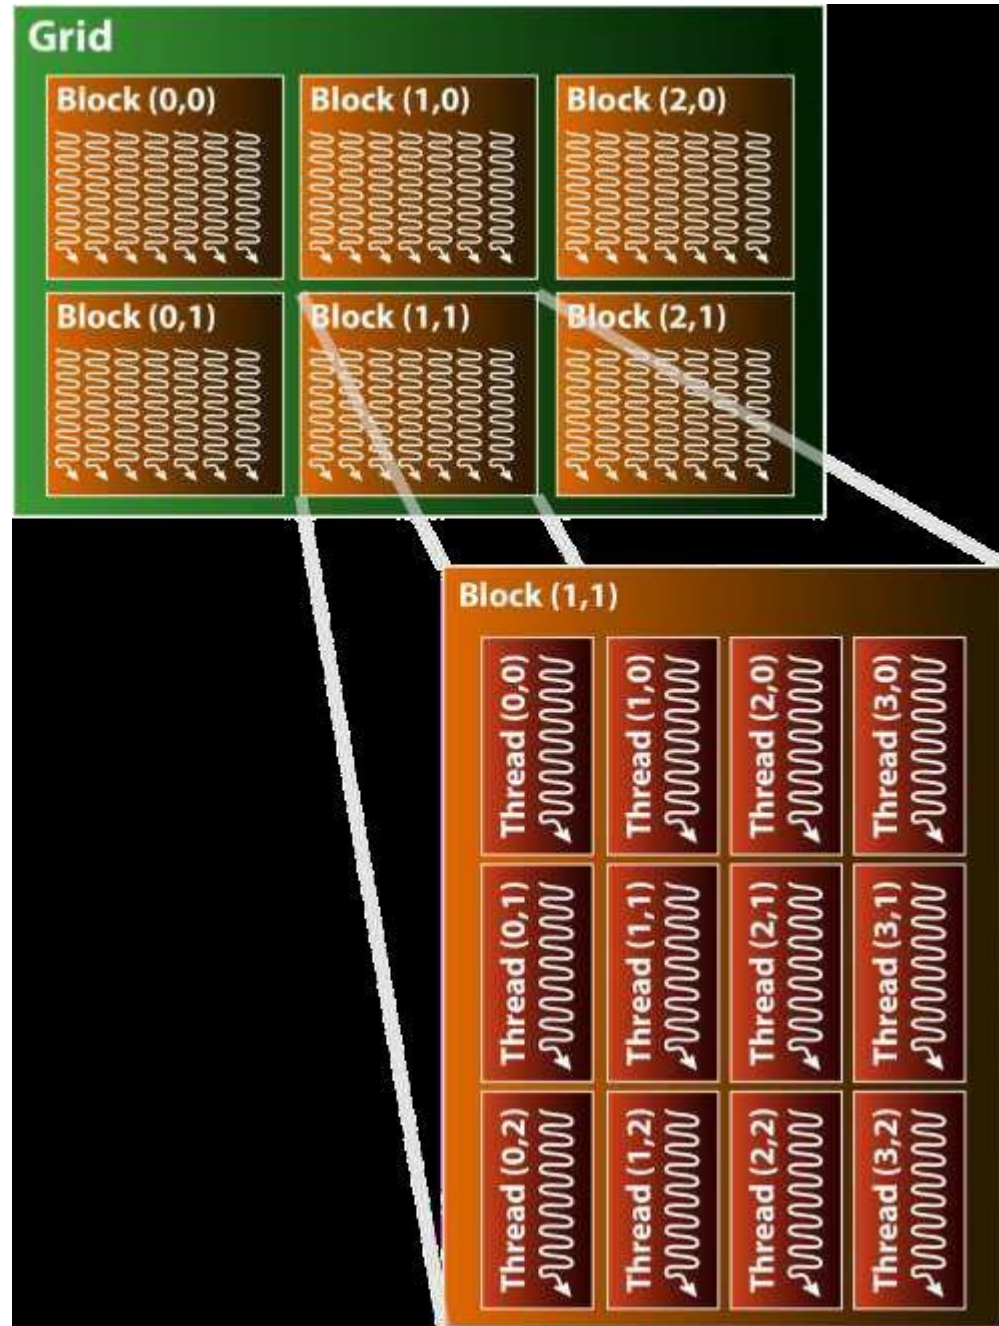 Grid
Block (0,0)
Block (1,0)
Block (2,0)
Block (0,1)
Block (1,1)
Block (2,1)
Block (1,1)
Thread (0,0)
Thread (1,0)
Thread (2,0)
Thread (3,0)
Thread (0,1)
Thread (1,1)
Thread (2,1)
Thread (3,1)
Thread (0,2)
Thread (1,2)
Thread (2,2)
Thread (3,2)